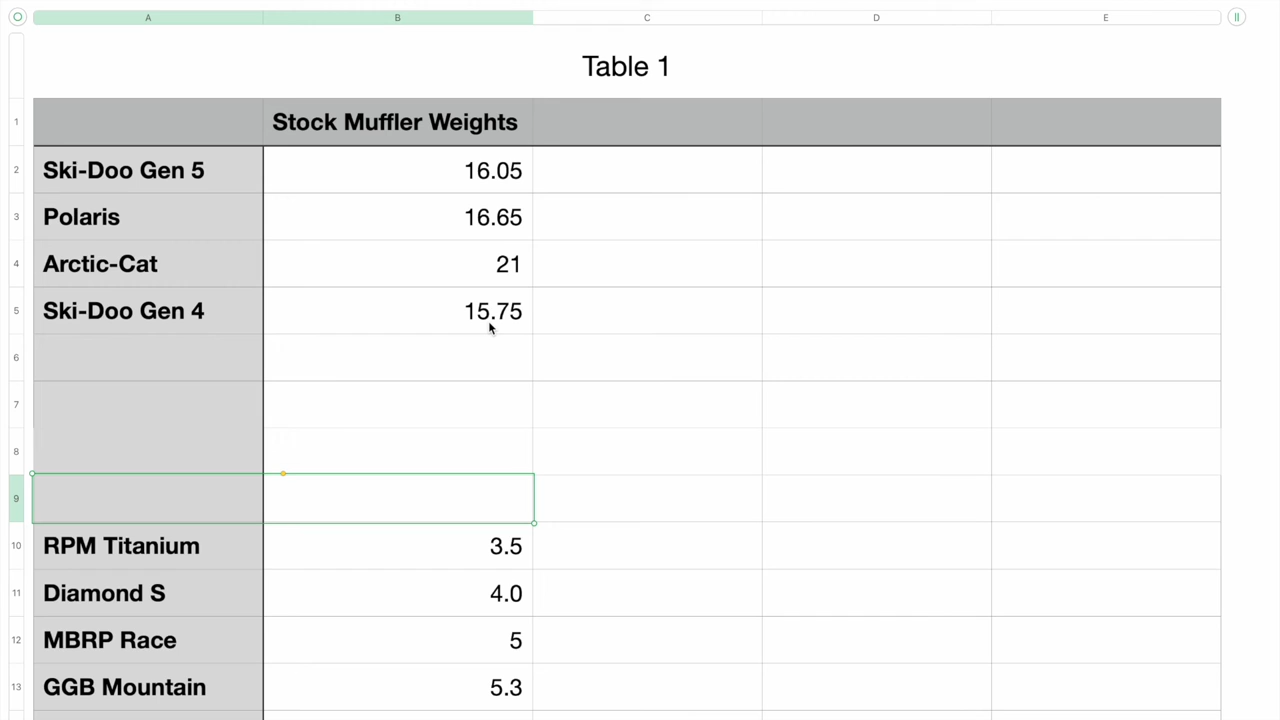 A B C D E
Table 1
1 Stock Muffler Weights
2 Ski-Doo Gen 5 16.05
3 Polaris 16.65
4 Arctic-Cat 21
5 Ski-Doo Gen 4 15.75
6
7
8
9
10 RPM Titanium 3.5
11 Diamond S 4.0
12 MBRP Race 5
13 GGB Mountain 5.3